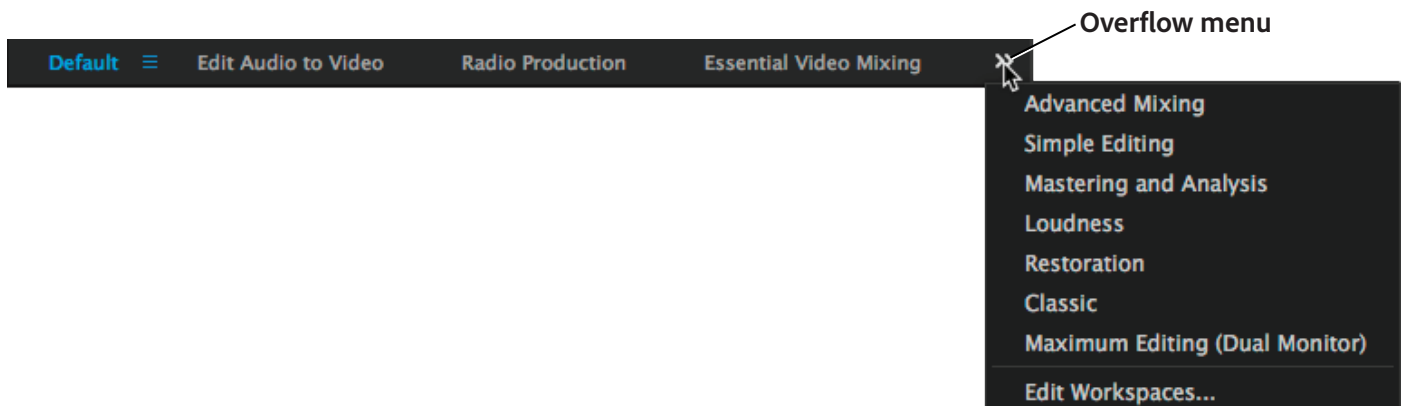 Overflow menu
Default Edit Audio to Video Radio Production Essential Video Mixing
Advanced Mixing
Simple Editing
Mastering and Analysis
Loudness
Restoration
Classic
Maximum Editing (Dual Monitor)
Edit Workspaces...